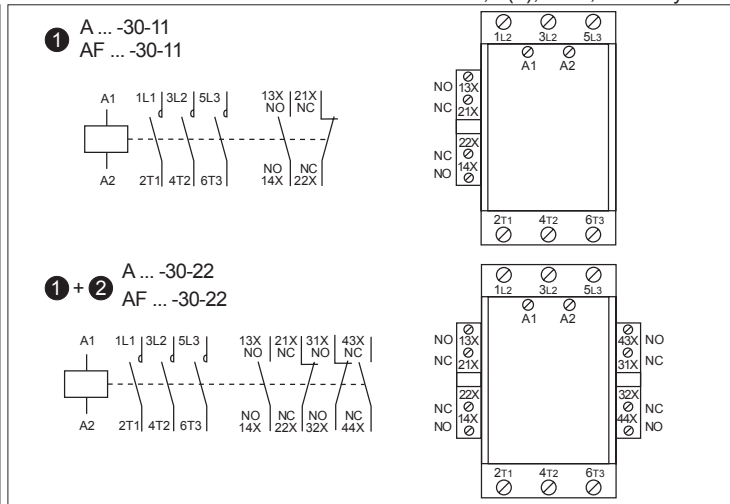 1 A ... -30-11
AF ... -30-11
A1 1L1 3L2 5L3 13X 21X
NO NC
NO NC
A2 2T1 4T2 6T3 14X 22X
1L2 3L2 5L3
A1 A2
NO 13X
NC 21X
22X
NC
14X
NO
2T1 4T2 6T3
1 + 2 A ... -30-22
AF ... -30-22
A1 1L1 3L2 5L3 13X 21X 31X 43X
NO NC NO NC
NO NC NO NC
A2 2T1 4T2 6T3 14X 22X 32X 44X
1L2 3L2 5L3
A1 A2
NO 13X 43X NO
NC 21X 31X NC
22X 32X
NC NC
14X 44X
NO NO
2T1 4T2 6T3